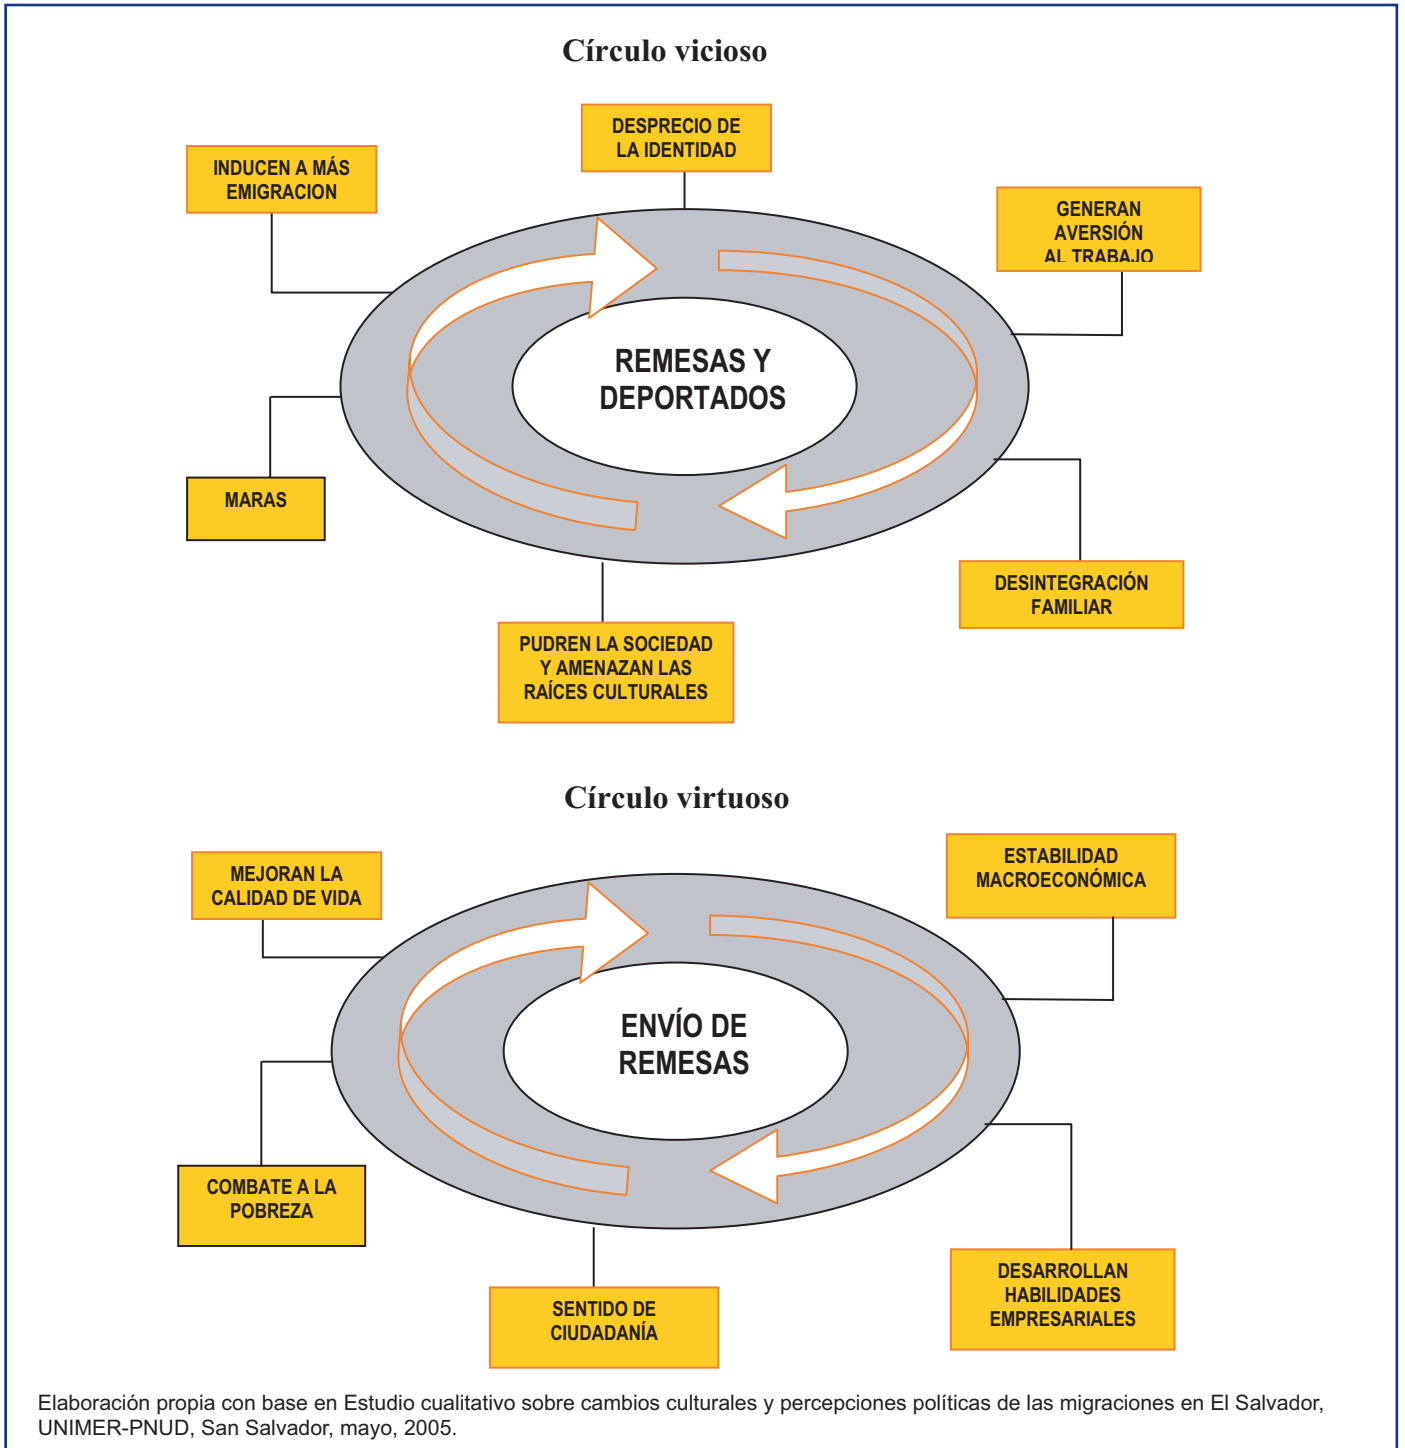 Círculo vicioso
DESPRECIO DE
LA IDENTIDAD
INDUCEN A MÁS
EMIGRACION
GENERAN
AVERSIÓN
AL TRABAJO
REMESAS Y
DEPORTADOS
MARAS
DESINTEGRACIÓN
FAMILIAR
PUDREN LA SOCIEDAD
Y AMENAZAN LAS
RAÍCES CULTURALES
Círculo virtuoso
MEJORAN LA
CALIDAD DE VIDA
ESTABILIDAD
MACROECONÓMICA
ENVÍO DE
REMESAS
COMBATE A LA
POBREZA
DESARROLLAN
HABILIDADES
EMPRESARIALES
SENTIDO DE
CIUDADANÍA
Elaboración propia con base en Estudio cualitativo sobre cambios culturales y percepciones políticas de las migraciones en El Salvador,
UNIMER-PNUD, San Salvador, mayo, 2005.